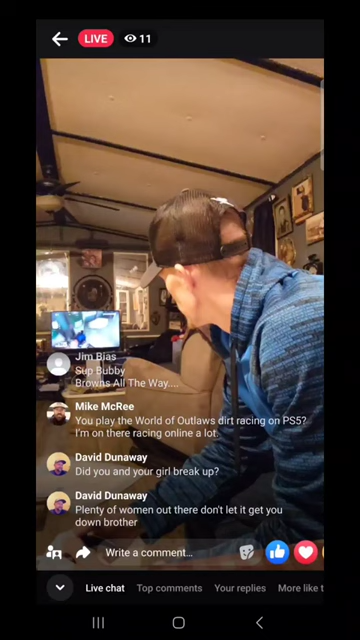 LIVE 11
Jim Bias
Sup Bubby
Browns All The Way....
Mike McRee
You play the World of Outlaws dirt racing on PS5?
I'm on there racing online a lot.
David Dunaway
Did you and your girl break up?
David Dunaway
Plenty of women out there don't let it get you
down brother
Write a comment...
Live chat Top comments Your replies More like t